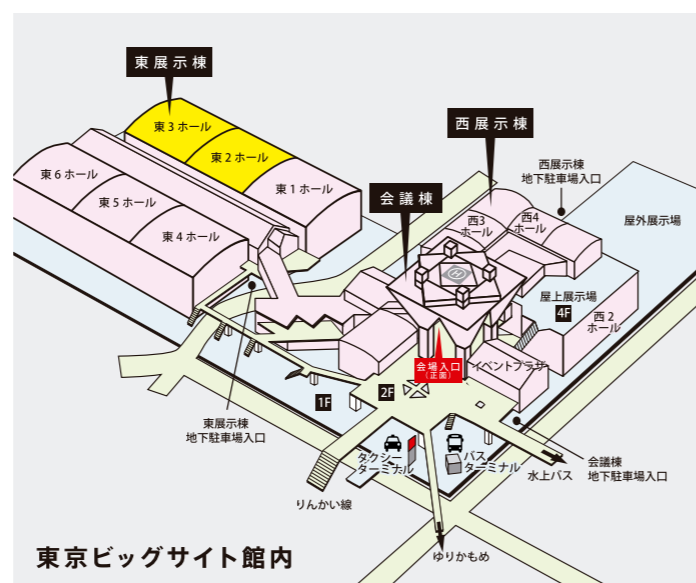 東展示棟
東3ホール
東2ホール
東1ホール
東6ホール
東5ホール
東4ホール
西展示棟
西展示棟
地下駐車場入口
会議棟
西3
ホール
西4
ホール
屋外展示場
H
屋上展示場
4F
西2
ホール
会場入口
（正面）
イベントプラザ
1F
2F
東展示棟
地下駐車場入口
タクシー
ターミナル
バス
ターミナル
水上バス
会議棟
地下駐車場入口
りんかい線
ゆりかもめ
東京ビッグサイト館内